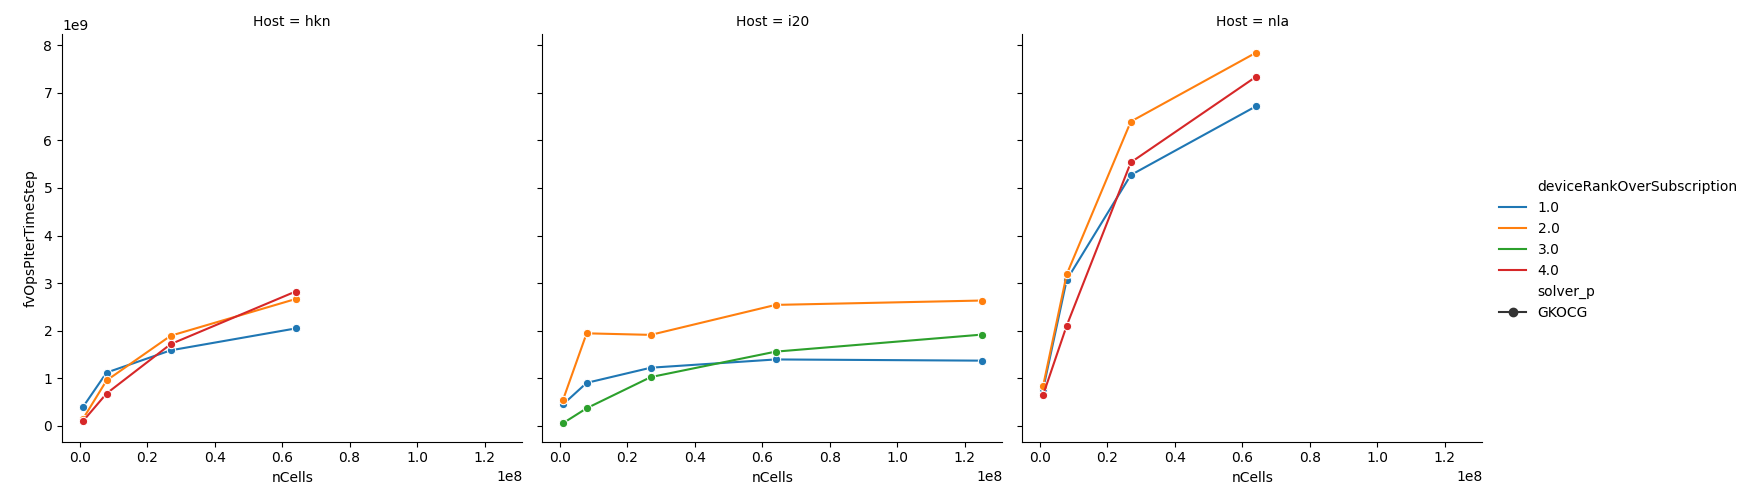 Host = hkn
Host = i20
Host = nla
1e9
8
7
6
5
4
3
2
1
0
fvOpsPIterTimeStep
0.0 0.2 0.4 0.6 0.8 1.0 1.2
1e8
nCells
0.0 0.2 0.4 0.6 0.8 1.0 1.2
1e8
nCells
0.0 0.2 0.4 0.6 0.8 1.0 1.2
1e8
nCells
deviceRankOverSubscription
1.0
2.0
3.0
4.0
solver_p
GKOCG